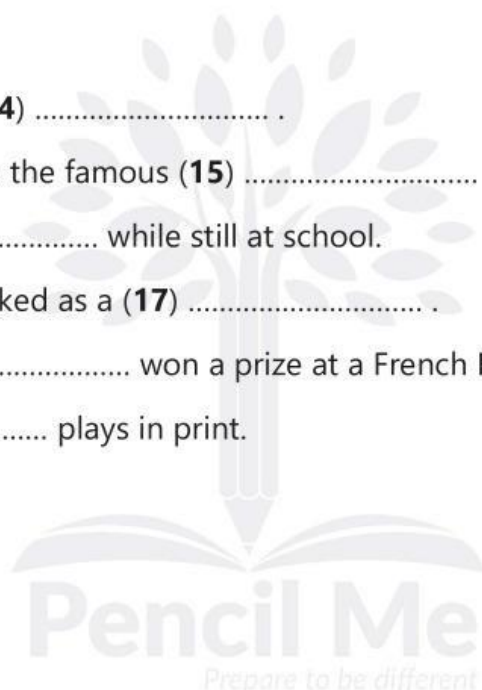 4) .............................. .
the famous (15) ..............................
............. while still at school.
ked as a (17) .............................. .
................. won a prize at a French
...... plays in print.
Pencil Me
Prepare to be different